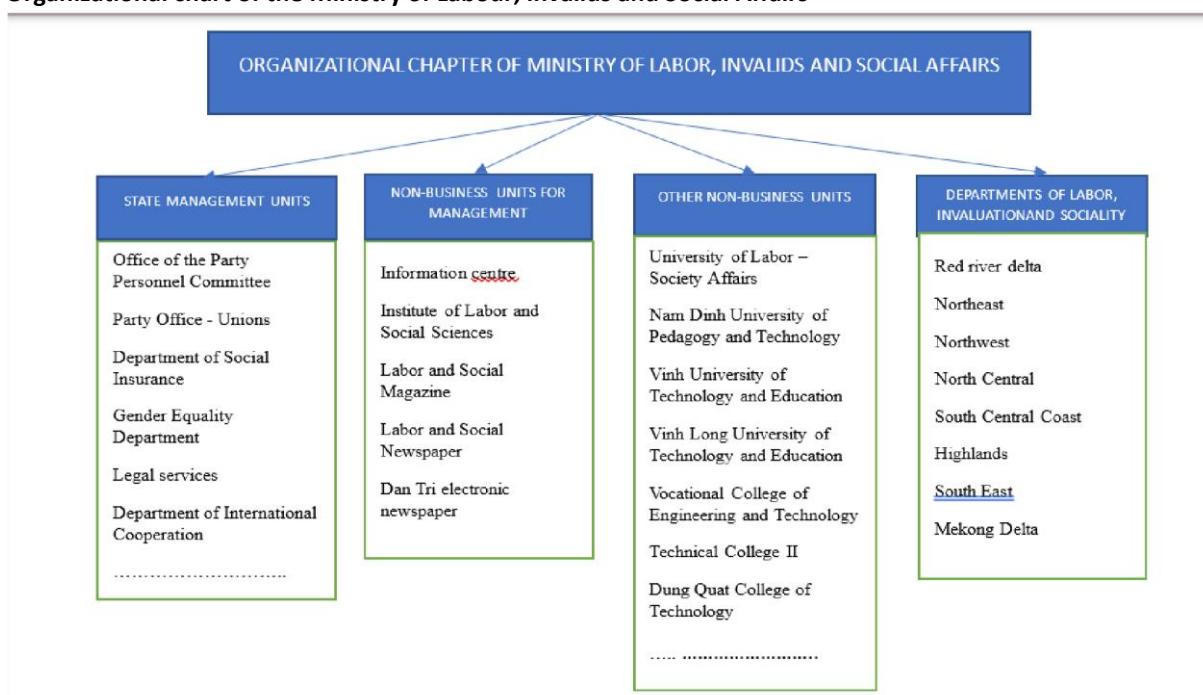 Organizational chart of the Ministry of Labour, Invalids and Social Affairs
ORGANIZATIONAL CHAPTER OF MINISTRY OF LABOR, INVALIDS AND SOCIAL AFFAIRS
STATE MANAGEMENT UNITS
Office of the Party
Personnel Committee
Party Office - Unions
Department of Social
Insurance
Gender Equality
Department
Legal services
Department of International
Cooperation
………………………..
NON-BUSINESS UNITS FOR
MANAGEMENT
Information centre
Institute of Labor and
Social Sciences
Labor and Social
Magazine
Labor and Social
Newspaper
Dan Tri electronic
newspaper
OTHER NON-BUSINESS UNITS
University of Labor –
Society Affairs
Nam Dinh University of
Pedagogy and Technology
Vinh University of
Technology and Education
Vinh Long University of
Technology and Education
Vocational College of
Engineering and Technology
Technical College II
Dung Quat College of
Technology
….. ……………………..
DEPARTMENTS OF LABOR,
INVALUATIONAND SOCIALITY
Red river delta
Northeast
Northwest
North Central
South Central Coast
Highlands
South East
Mekong Delta